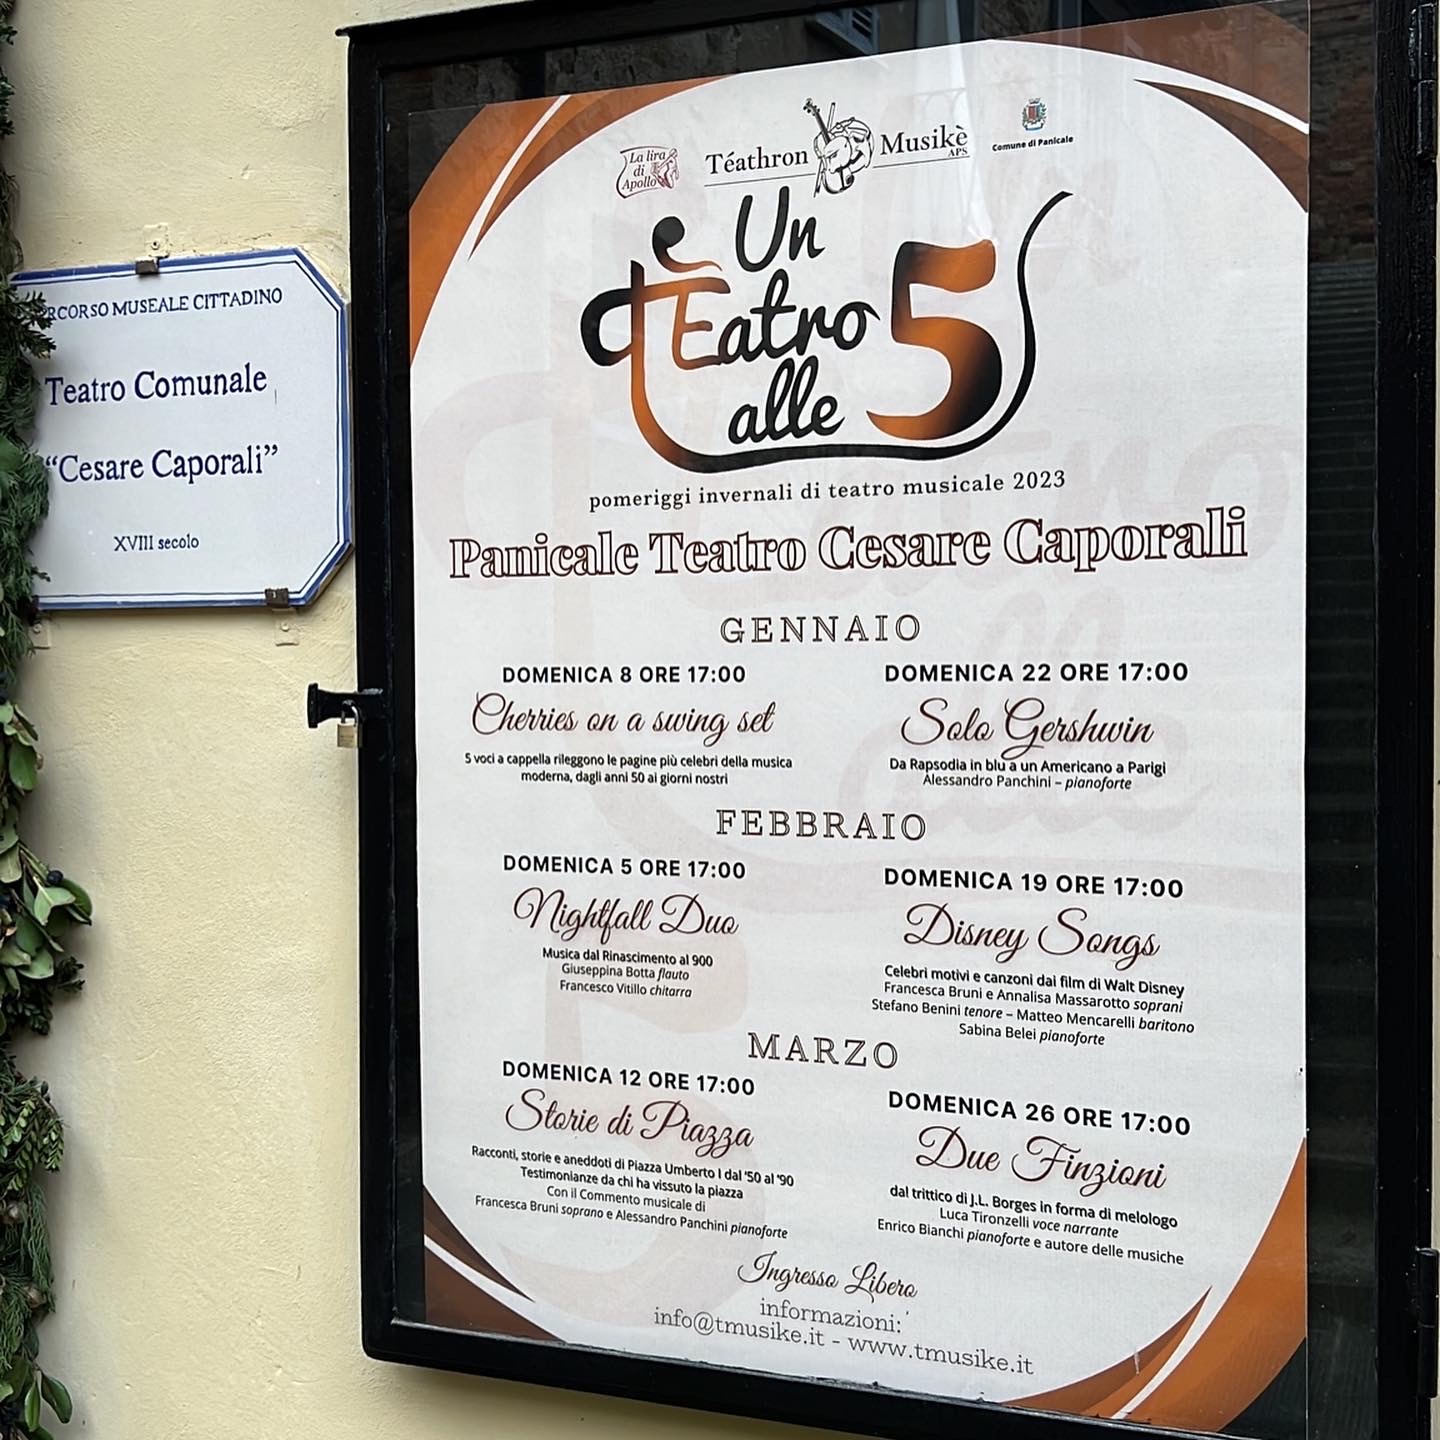 RCORSO MUSEALE CITTADINO
Teatro Comunale
"Cesare Caporali"
XVIII secolo
La lira
di
Apollo
Téathron Musikè
APS
Comune di Panicale
Un
tEatro
alle 5
pomeriggi invernali di teatro musicale 2023
Panicale Teatro Cesare Caporali
GENNAIO
DOMENICA 8 ORE 17:00
Cherries on a swing set
5 voci a cappella rileggono le pagine più celebri della musica
moderna, dagli anni 50 ai giorni nostri
DOMENICA 22 ORE 17:00
Solo Gershwin
Da Rapsodia in blu a un Americano a Parigi
Alessandro Panchini – pianoforte
FEBBRAIO
DOMENICA 5 ORE 17:00
Nightfall Duo
Musica dal Rinascimento al 900
Giuseppina Botta flauto
Francesco Vitillo chitarra
DOMENICA 19 ORE 17:00
Disney Songs
Celebri motivi e canzoni dai film di Walt Disney
Francesca Bruni e Annalisa Massarotto soprani
Stefano Benini tenore – Matteo Mencarelli baritono
Sabina Belei pianoforte
MARZO
DOMENICA 12 ORE 17:00
Storie di Piazza
Racconti, storie e aneddoti di Piazza Umberto I dal '50 al '90
Testimonianze da chi ha vissuto la piazza
Con il Commento musicale di
Francesca Bruni soprano e Alessandro Panchini pianoforte
DOMENICA 26 ORE 17:00
Due Finzioni
dal trittico di J.L. Borges in forma di melologo
Luca Tironzelli voce narrante
Enrico Bianchi pianoforte e autore delle musiche
Ingresso Libero
informazioni:
info@tmusike.it - www.tmusike.it